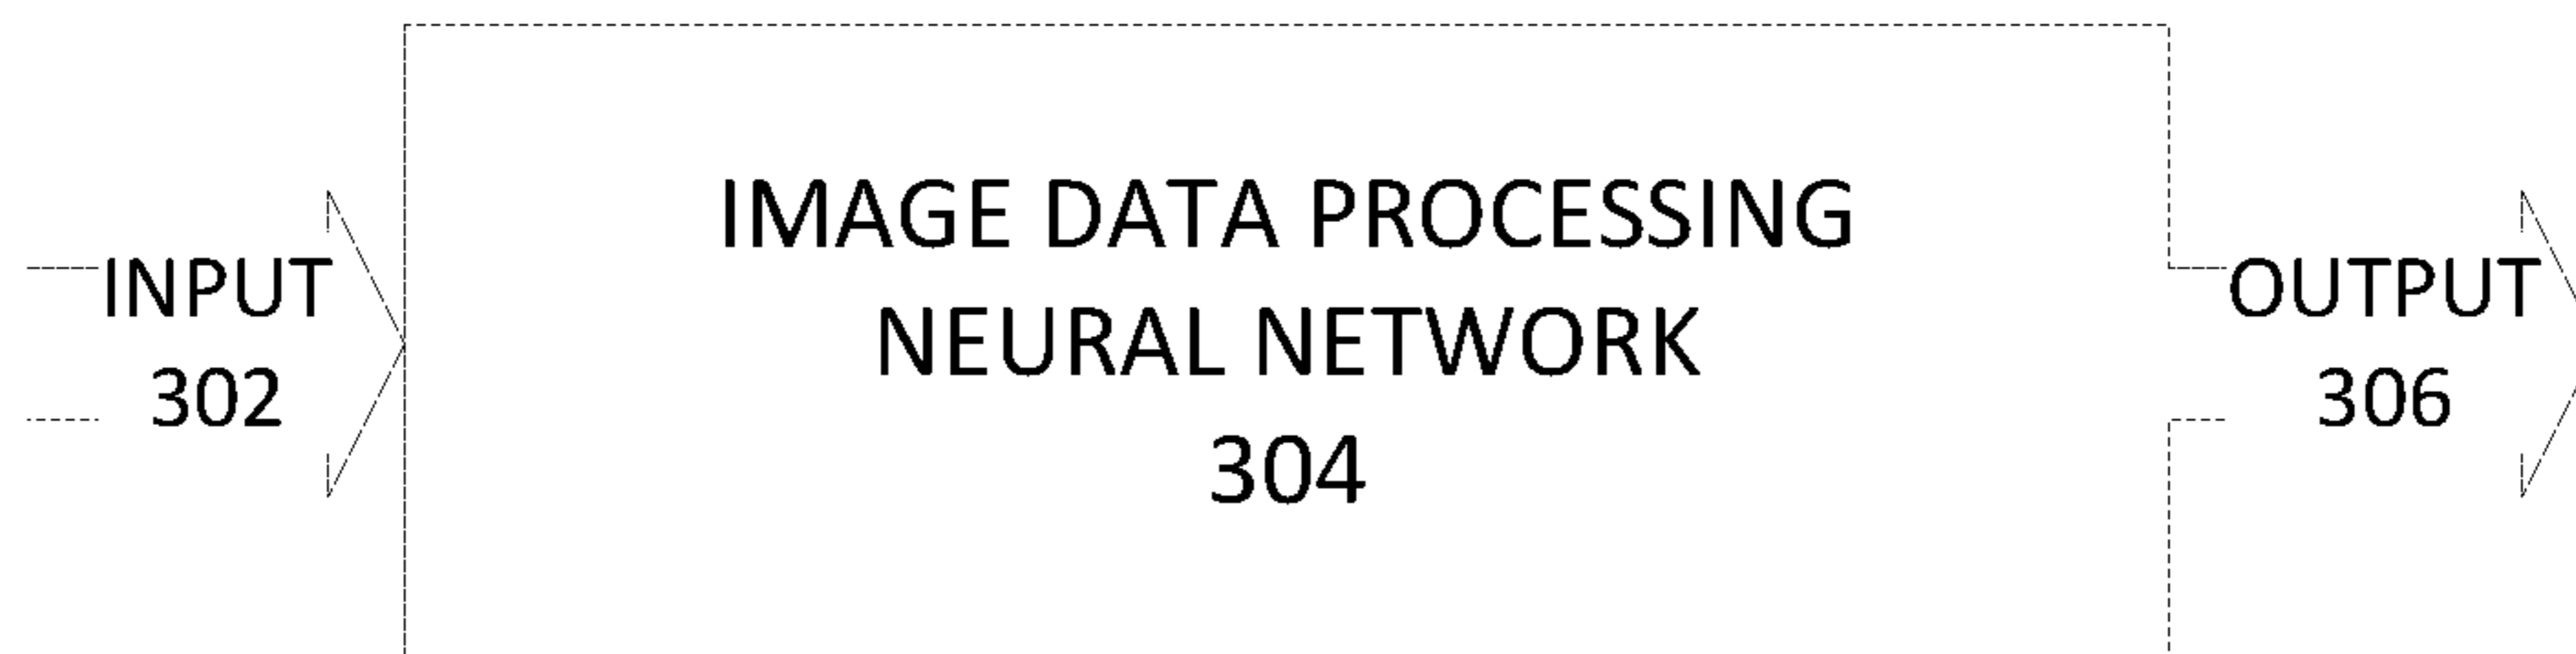 INPUT
302
IMAGE DATA PROCESSING
NEURAL NETWORK
304
OUTPUT
306